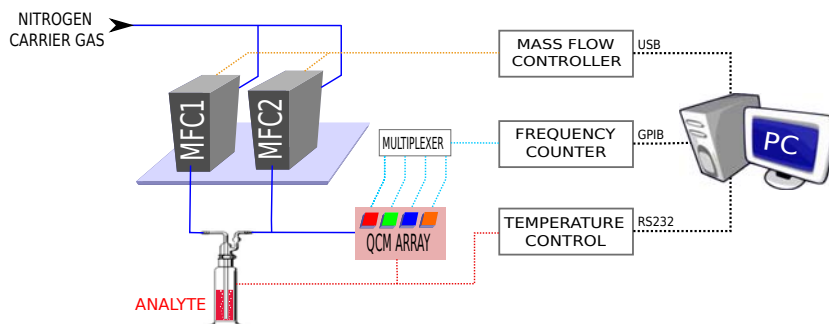 NITROGEN
CARRIER GAS
MASS FLOW
CONTROLLER
USB
MFC1
MFC2
MULTIPLEXER
FREQUENCY
COUNTER
GPIB
PC
QCM ARRAY
TEMPERATURE
CONTROL
RS232
ANALYTE